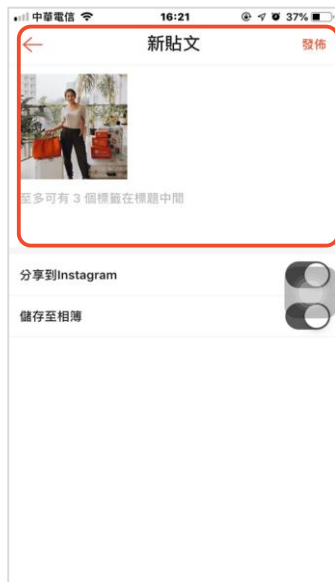 中華電信 16:21 37%
新貼文 發佈
至多可有 3 個標籤在標題中間
分享到Instagram
儲存至相簿